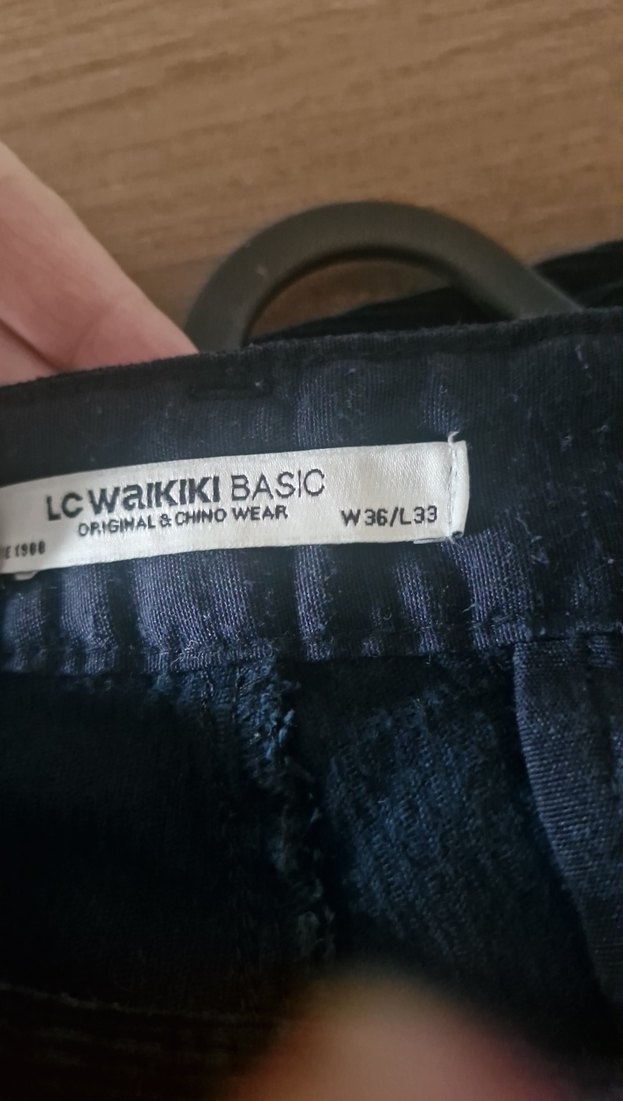 LC WAIKIKI BASIC
ORIGINAL & CHINO WEAR
W36/L33